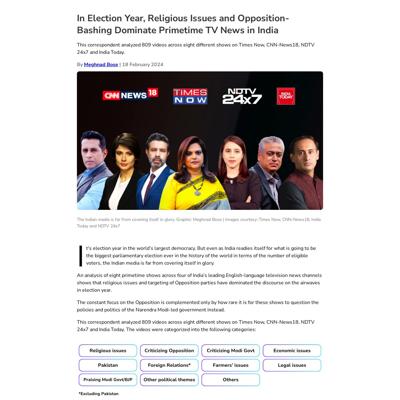 In Election Year, Religious Issues and Opposition-
Bashing Dominate Primetime TV News in India
This correspondent analyzed 809 videos across eight different shows on Times Now, CNN-News18, NDTV
24x7 and India Today.
By Meghnad Bose | 18 February 2024
CNN NEWS 18
TIMES NOW
NDTV 24x7
INDIA TODAY
The Indian media is far from covering itself in glory. Graphic: Meghnad Bose | Images courtesy: Times Now, CNN-News18, India
Today and NDTV 24x7
It's election year in the world's largest democracy. But even as India readies itself for what is going to be
the biggest parliamentary election ever in the history of the world in terms of the number of eligible
voters, the Indian media is far from covering itself in glory.
An analysis of eight primetime shows across four of India's leading English-language television news channels
shows that religious issues and targeting of Opposition parties have dominated the discourse on the airwaves
in election year.
The constant focus on the Opposition is complemented only by how rare it is for these shows to question the
policies and politics of the Narendra Modi-led government instead.
This correspondent analyzed 809 videos across eight different shows on Times Now, CNN-News18, NDTV
24x7 and India Today. The videos were categorized into the following categories:
Religious issues
Criticizing Opposition
Criticizing Modi Govt
Economic issues
Pakistan
Foreign Relations*
Farmers' issues
Legal issues
Praising Modi Govt/BJP
Other political themes
Others
*Excluding Pakistan